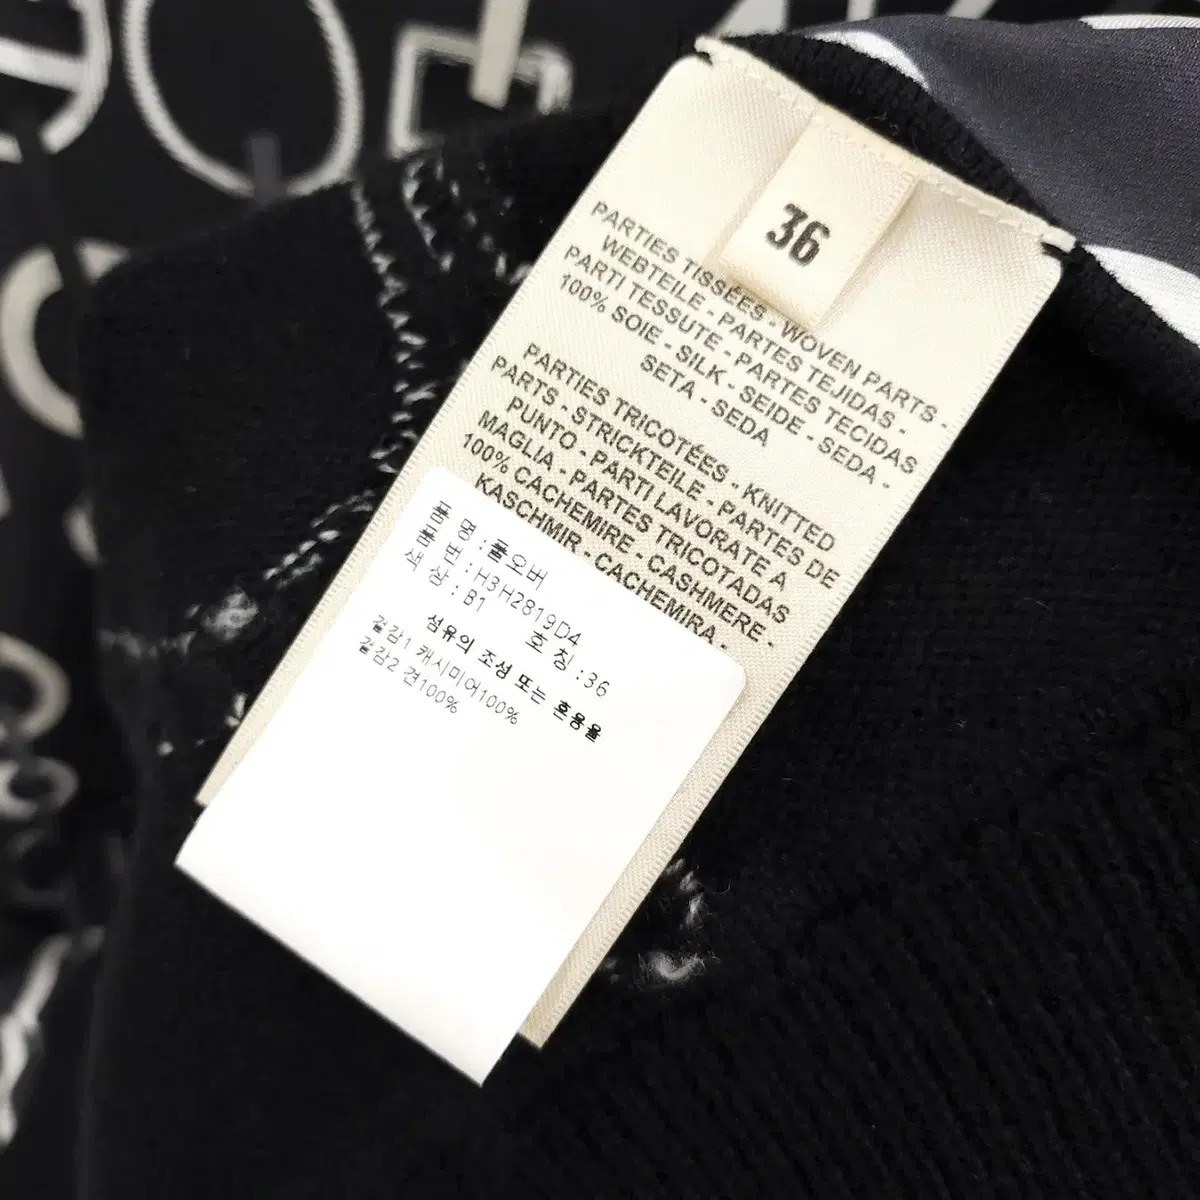 36
PARTIES TISSÉES - WOVEN PARTS -
WEBTEILE - PARTES TEJIDAS -
PARTI TESSUTE - PARTES TECIDAS
100% SOIE - SILK - SEIDE - SEDA -
SETA - SEDA
PARTIES TRICOTÉES - KNITTED
PARTS - STRICKTEILE - PARTES DE
PUNTO - PARTI LAVORATE A
MAGLIA - PARTES TRICOTADAS
100% CACHEMIRE - CASHMERE -
KASCHMIR - CACHEMIRA -
품 명 : 풀오버
품 번 : H3H2819D4
색 상 : B1 호 칭 : 36
섬유의 조성 또는 혼용율
겉감1 캐시미어100%
겉감2 견100%